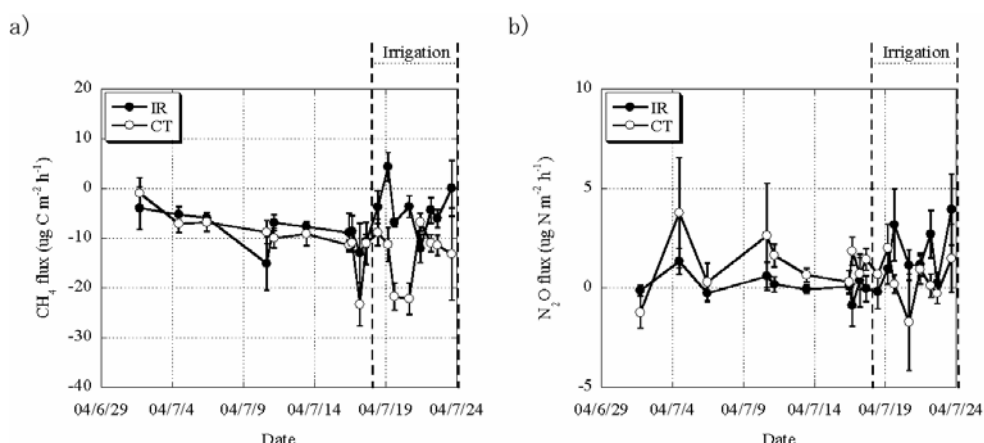 a)
Irrigation
20
10
0
-10
-20
-30
-40
CH4 flux (ug C m-2 h-1)
IR
CT
04/6/29 04/7/4 04/7/9 04/7/14 04/7/19 04/7/24
Date
b)
Irrigation
10
5
0
-5
N2O flux (ug N m-2 h-1)
IR
CT
04/6/29 04/7/4 04/7/9 04/7/14 04/7/19 04/7/24
Date